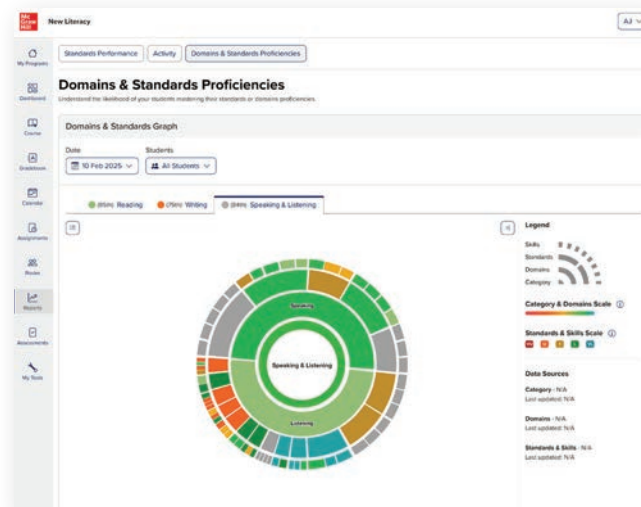 Mc
Graw
Hill
New Literacy
AJ
My Programs
Dashboard
Course
Gradebook
Calendar
Assignments
Roster
Reports
Assessments
My Tools
Standards Performance
Activity
Domains & Standards Proficiencies
Domains & Standards Proficiencies
Understand the likelihood of your students mastering their standards or domains proficiencies.
Domains & Standards Graph
Date
Students
10 Feb 2025
All Students
Reading
Writing
Speaking & Listening
Speaking
Speaking & Listening
Listening
Legend
Skills
Standards
Domains
Category
Category & Domains Scale
Standards & Skills Scale
Data Sources
Category - N/A
Last updated: N/A
Domains - N/A
Last updated: N/A
Standards & Skills - N/A
Last updated: N/A